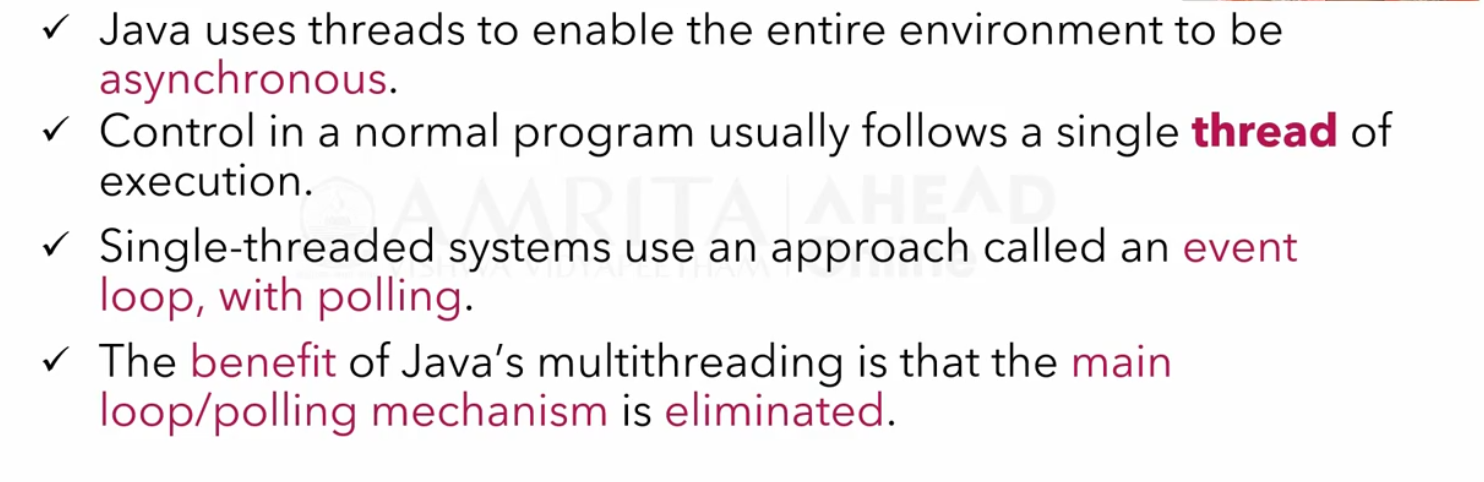 ✓ Java uses threads to enable the entire environment to be
asynchronous.
✓ Control in a normal program usually follows a single thread of
execution.
AMRITA | AHEAD
✓ Single-threaded systems use an approach called an event
VISHWA VIDYAPEETHAM | Online
loop, with polling.
✓ The benefit of Java’s multithreading is that the main
loop/polling mechanism is eliminated.